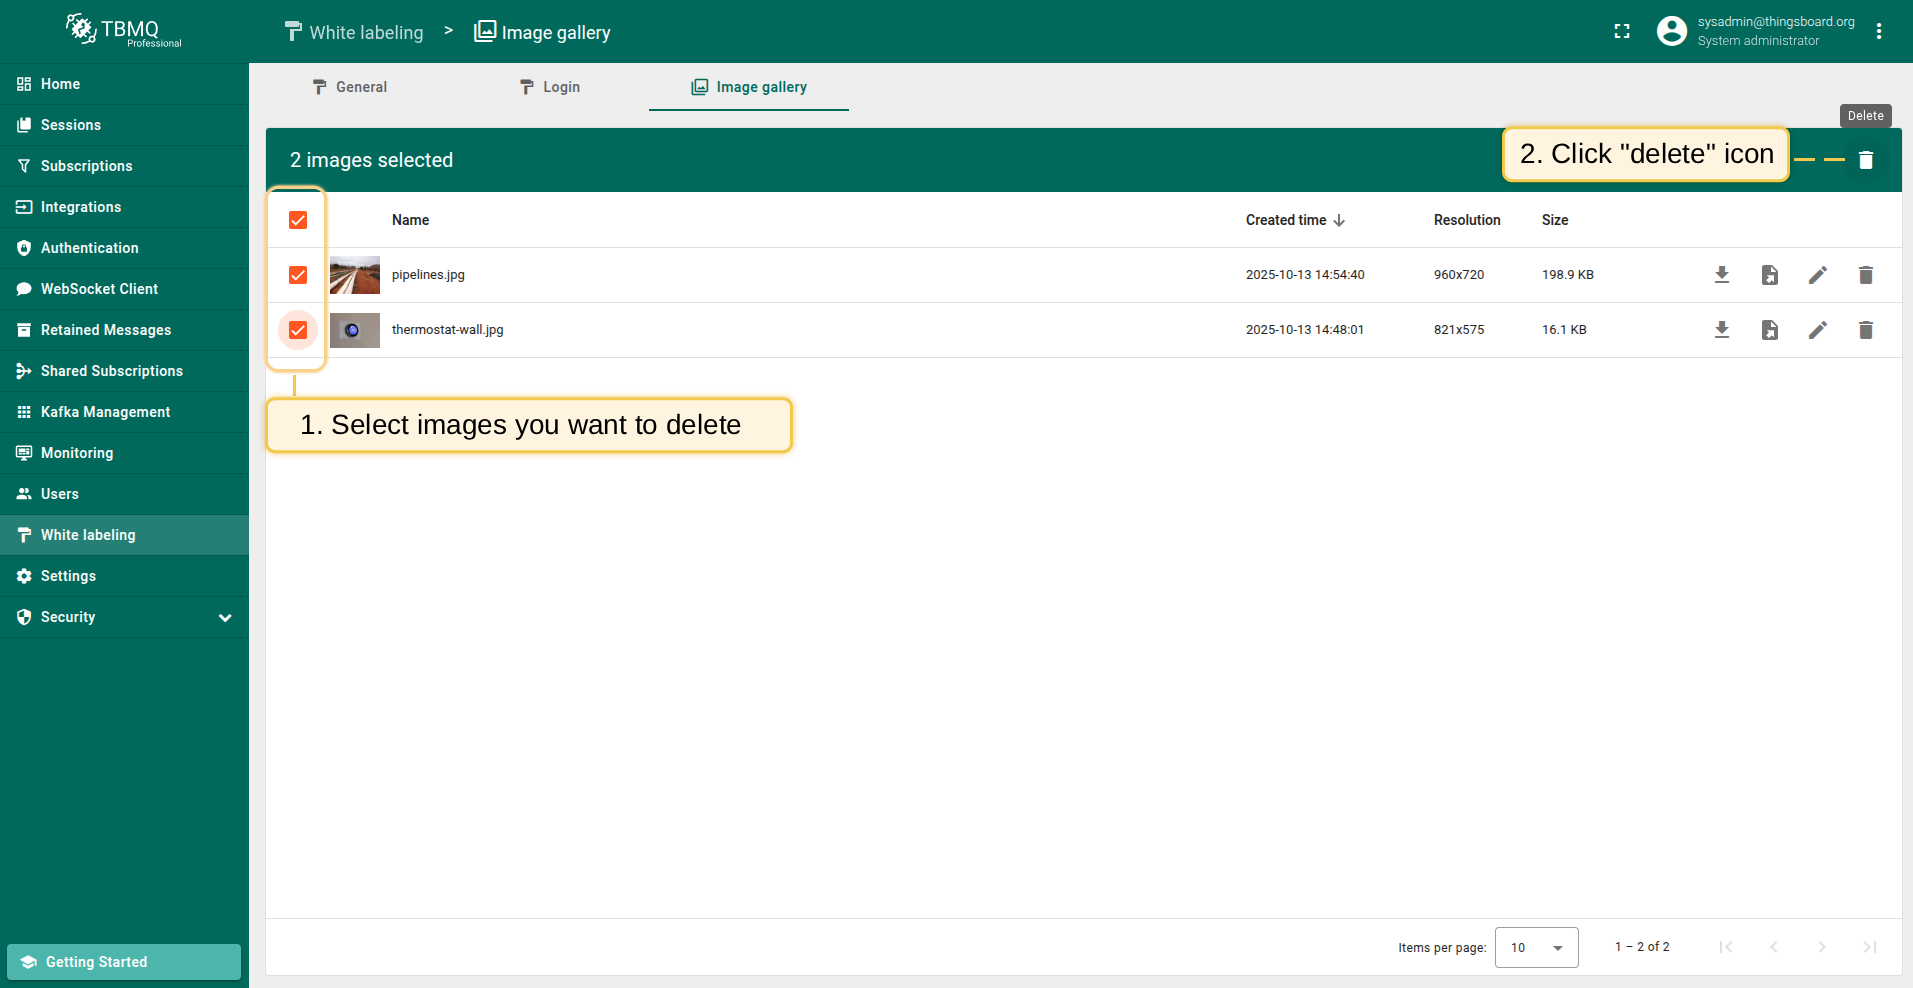 TBMQ
Professional
White labeling > Image gallery
sysadmin@thingsboard.org
System administrator
Home
Sessions
Subscriptions
Integrations
Authentication
WebSocket Client
Retained Messages
Shared Subscriptions
Kafka Management
Monitoring
Users
White labeling
Settings
Security
Getting Started
General
Login
Image gallery
Delete
2 images selected
2. Click "delete" icon
Name Created time Resolution Size
pipelines.jpg 2025-10-13 14:54:40 960x720 198.9 KB
thermostat-wall.jpg 2025-10-13 14:48:01 821x575 16.1 KB
1. Select images you want to delete
Items per page: 10 1 – 2 of 2